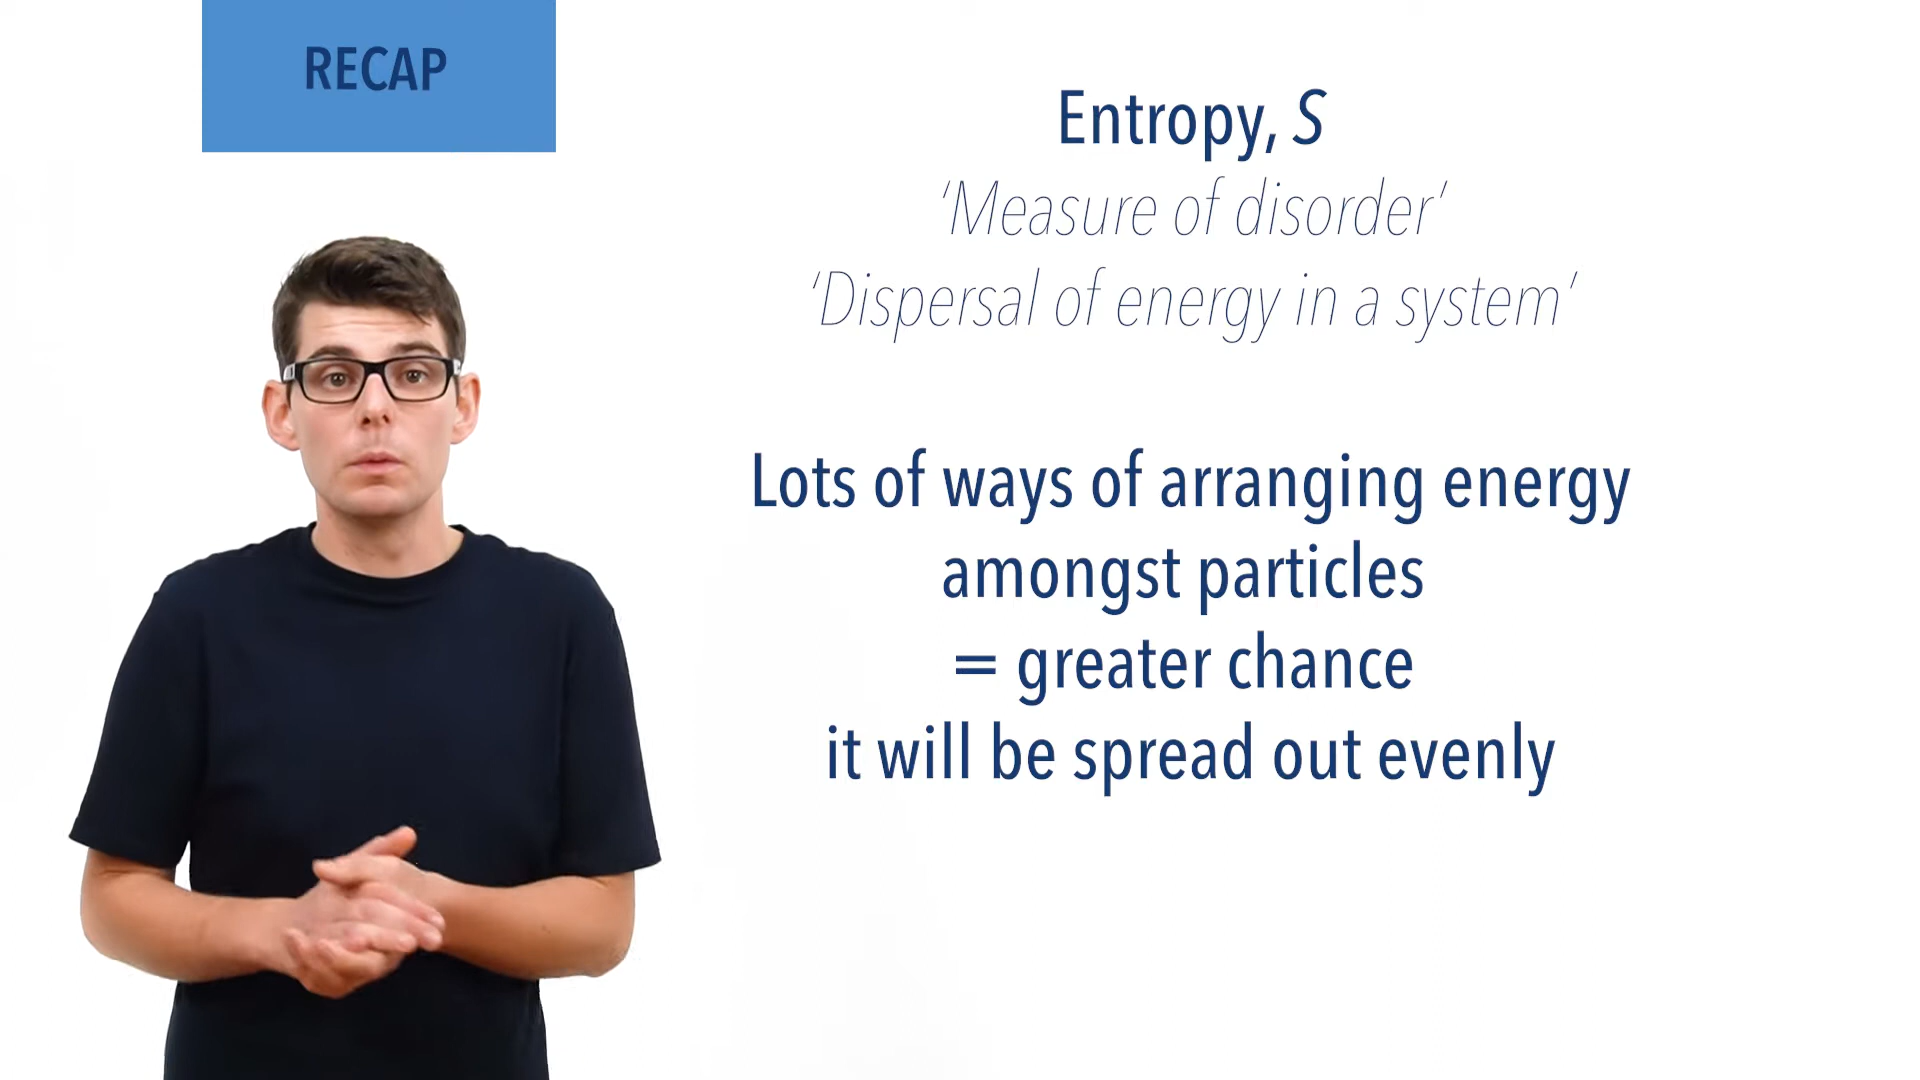 RECAP
Entropy, S
‘Measure of disorder’
‘Dispersal of energy in a system’
Lots of ways of arranging energy
amongst particles
= greater chance
it will be spread out evenly